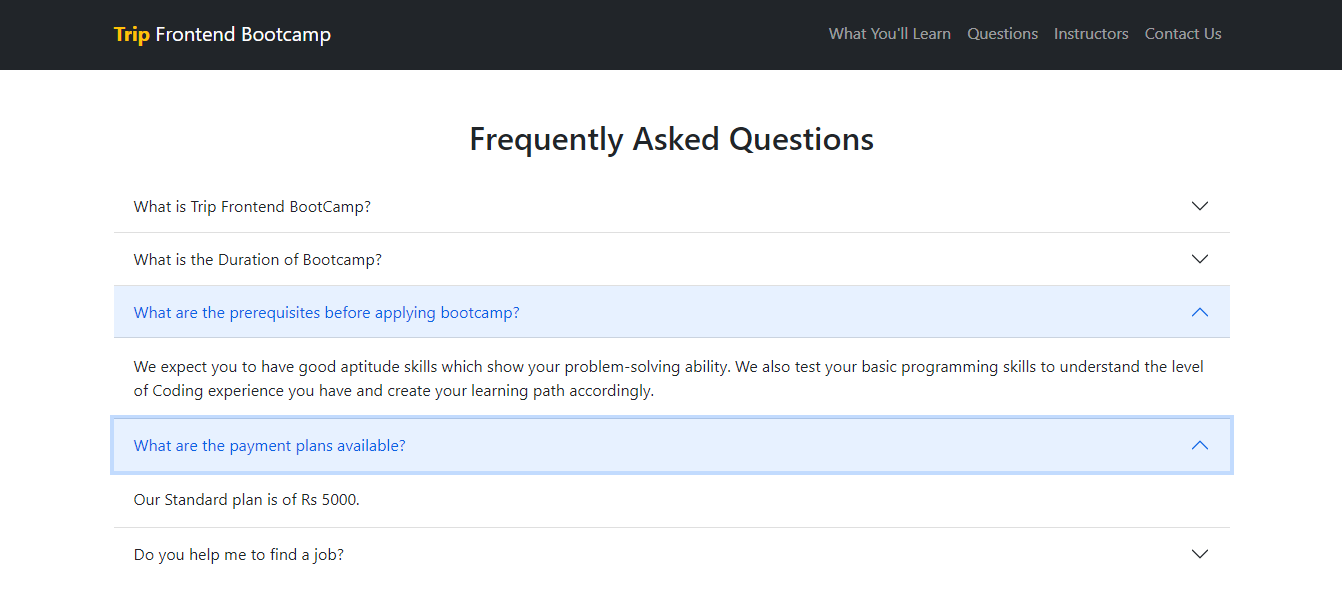 Trip Frontend Bootcamp
What You'll Learn Questions Instructors Contact Us
Frequently Asked Questions
What is Trip Frontend BootCamp?
What is the Duration of Bootcamp?
What are the prerequisites before applying bootcamp?
We expect you to have good aptitude skills which show your problem-solving ability. We also test your basic programming skills to understand the level
of Coding experience you have and create your learning path accordingly.
What are the payment plans available?
Our Standard plan is of Rs 5000.
Do you help me to find a job?